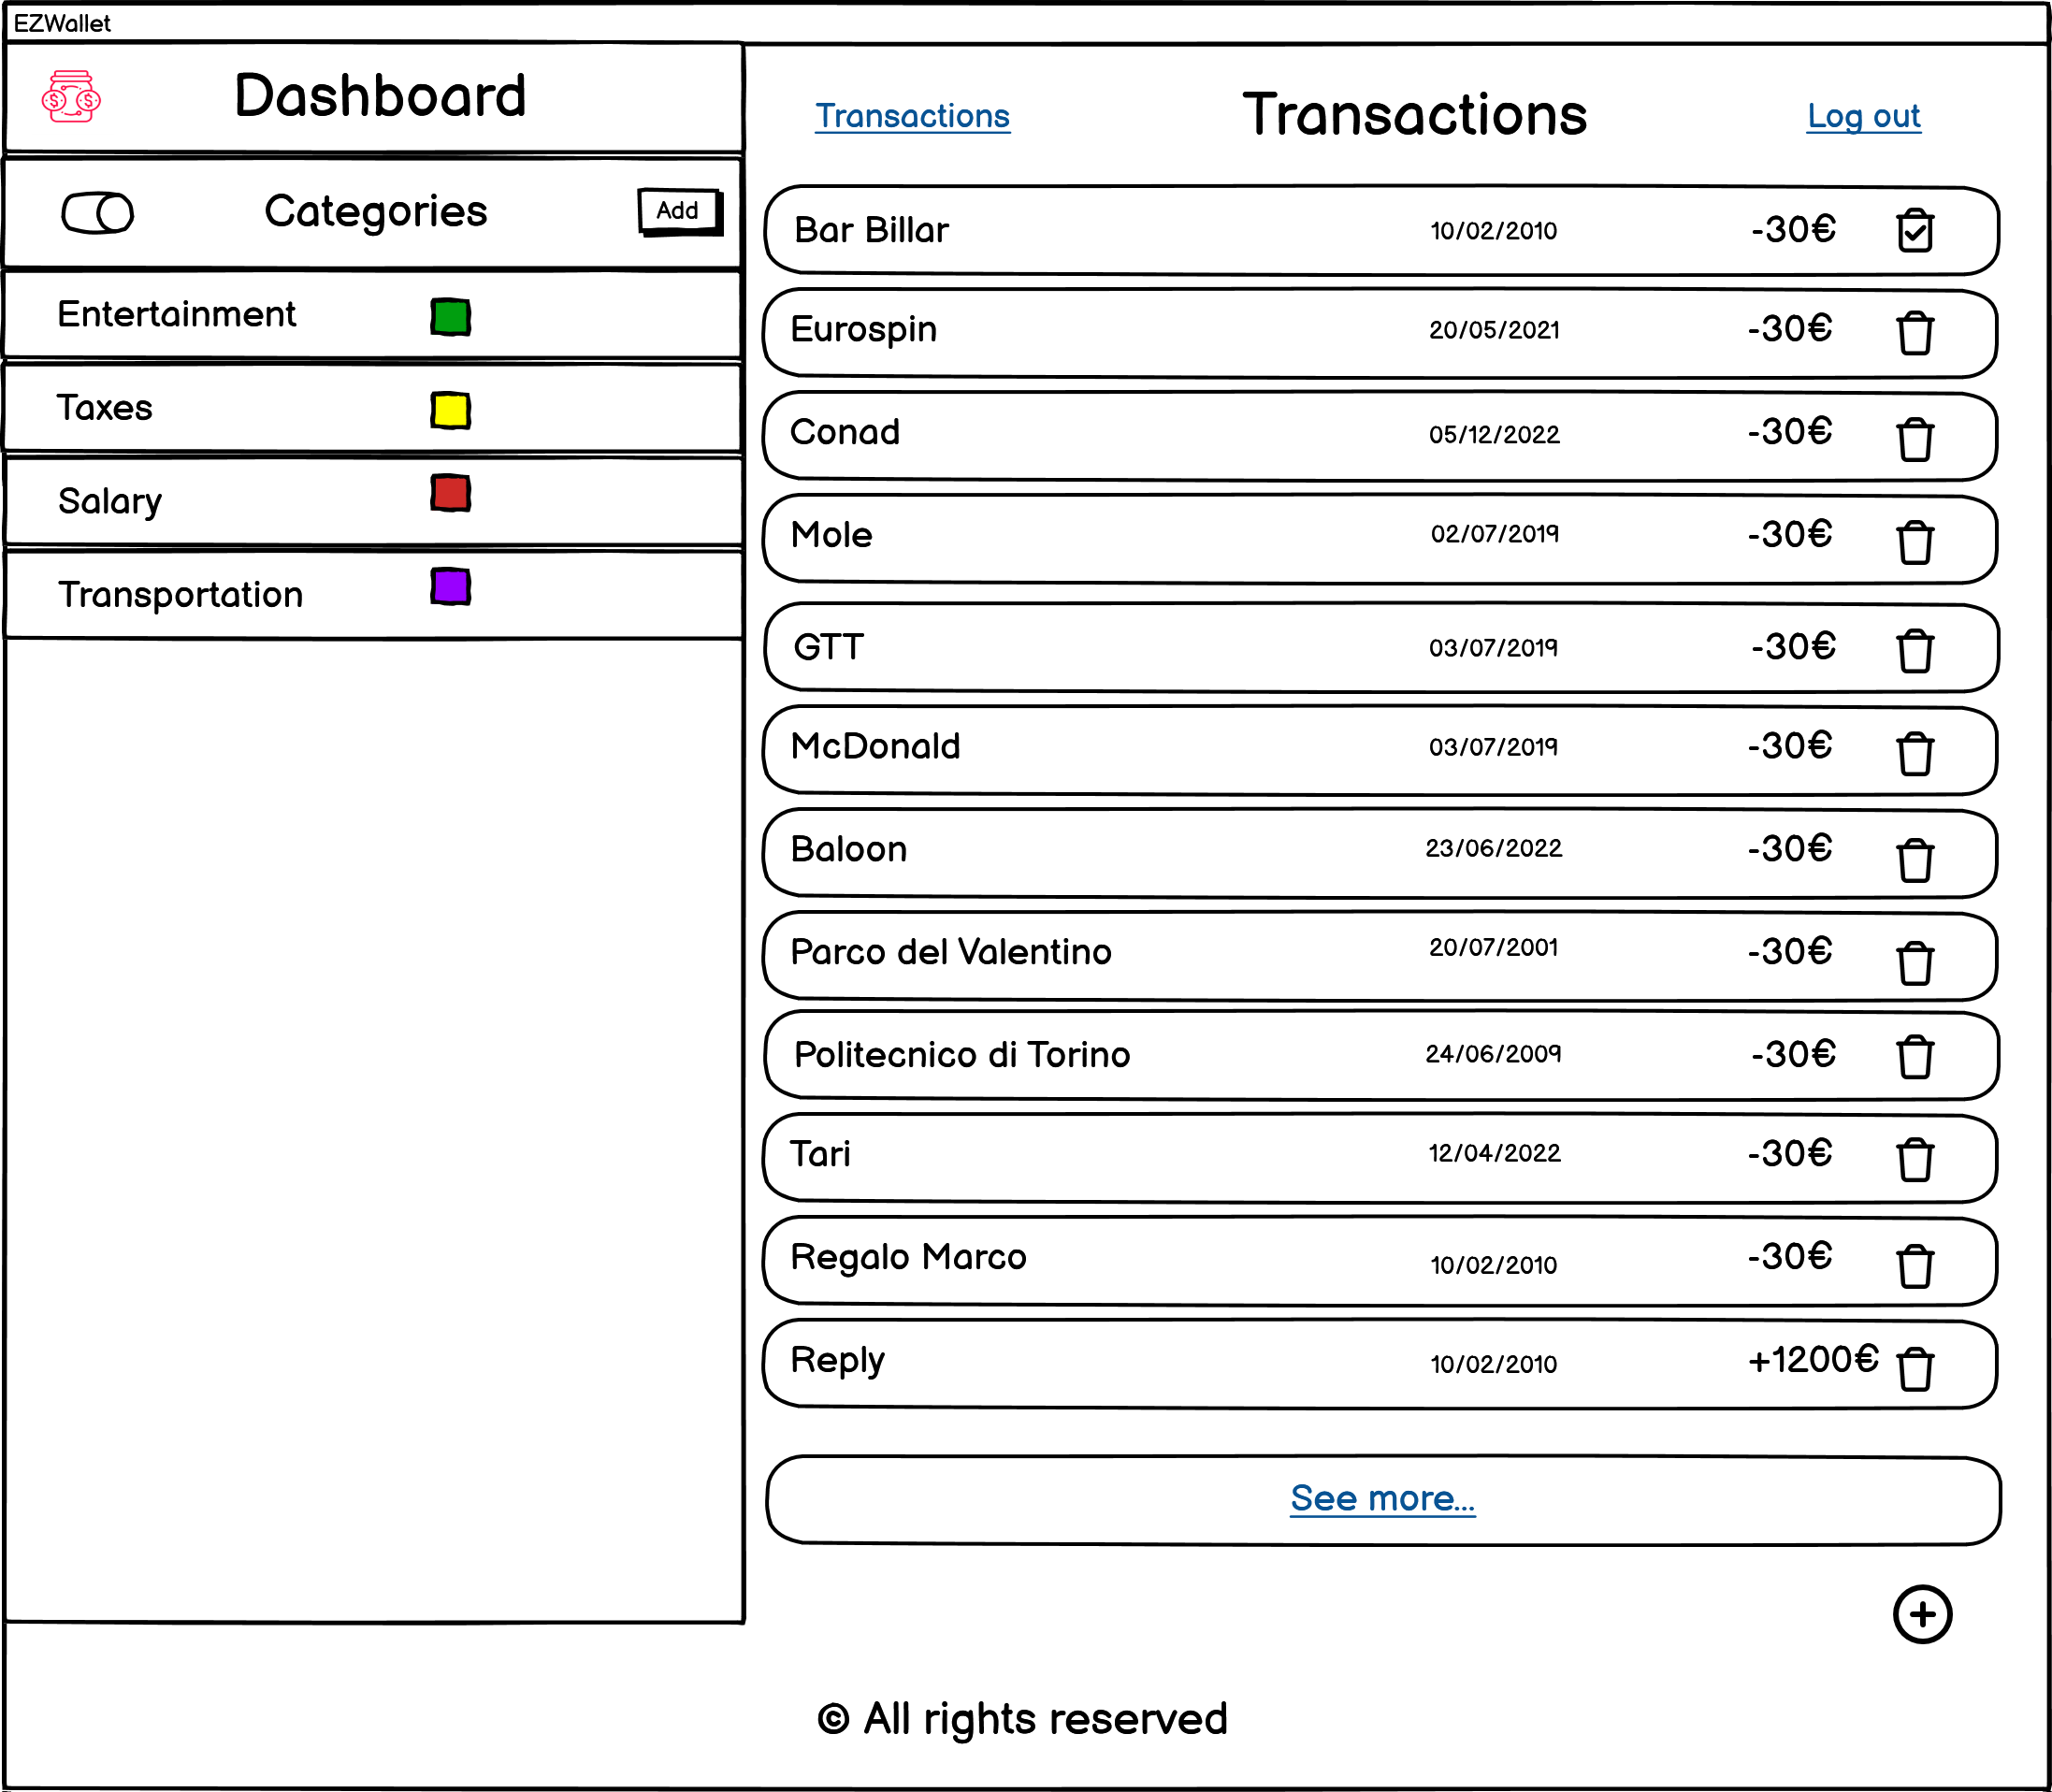 EZWallet
Dashboard
Categories
Add
Entertainment
Taxes
Salary
Transportation
Transactions
Transactions
Log out
Bar Billar 10/02/2010 -30€
Eurospin 20/05/2021 -30€
Conad 05/12/2022 -30€
Mole 02/07/2019 -30€
GTT 03/07/2019 -30€
McDonald 03/07/2019 -30€
Baloon 23/06/2022 -30€
Parco del Valentino 20/07/2001 -30€
Politecnico di Torino 24/06/2009 -30€
Tari 12/04/2022 -30€
Regalo Marco 10/02/2010 -30€
Reply 10/02/2010 +1200€
See more...
© All rights reserved